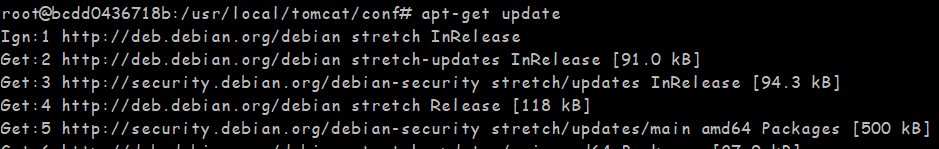 root@bcdd0436718b:/usr/local/tomcat/conf# apt-get update
Ign:1 http://deb.debian.org/debian stretch InRelease
Get:2 http://deb.debian.org/debian stretch-updates InRelease [91.0 kB]
Get:3 http://security.debian.org/debian-security stretch/updates InRelease [94.3 kB]
Get:4 http://deb.debian.org/debian stretch Release [118 kB]
Get:5 http://security.debian.org/debian-security stretch/updates/main amd64 Packages [500 kB]